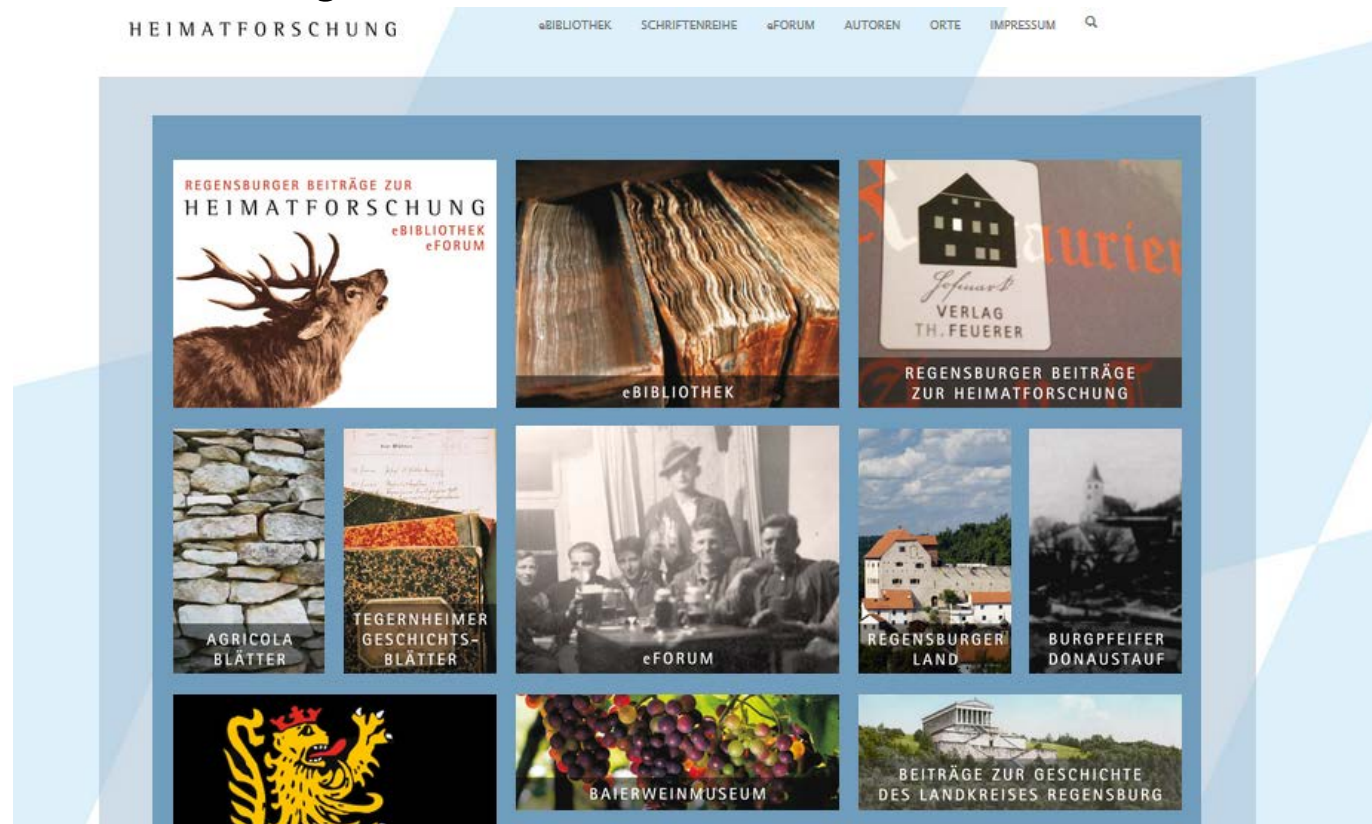 HEIMATFORSCHUNG
eBIBLIOTHEK SCHRIFTENREIHE eFORUM AUTOREN ORTE IMPRESSUM
REGENSBURGER BEITRÄGE ZUR
HEIMATFORSCHUNG
eBIBLIOTHEK
eFORUM
eBIBLIOTHEK
aurier
Hofmark
VERLAG
TH. FEUERER
REGENSBURGER BEITRÄGE
ZUR HEIMATFORSCHUNG
AGRICOLA
BLÄTTER
TEGERNHEIMER
GESCHICHTS-
BLÄTTER
eFORUM
REGENSBURGER
LAND
BURGPFEIFER
DONAUSTAUF
BAIERWEINMUSEUM
BEITRÄGE ZUR GESCHICHTE
DES LANDKREISES REGENSBURG